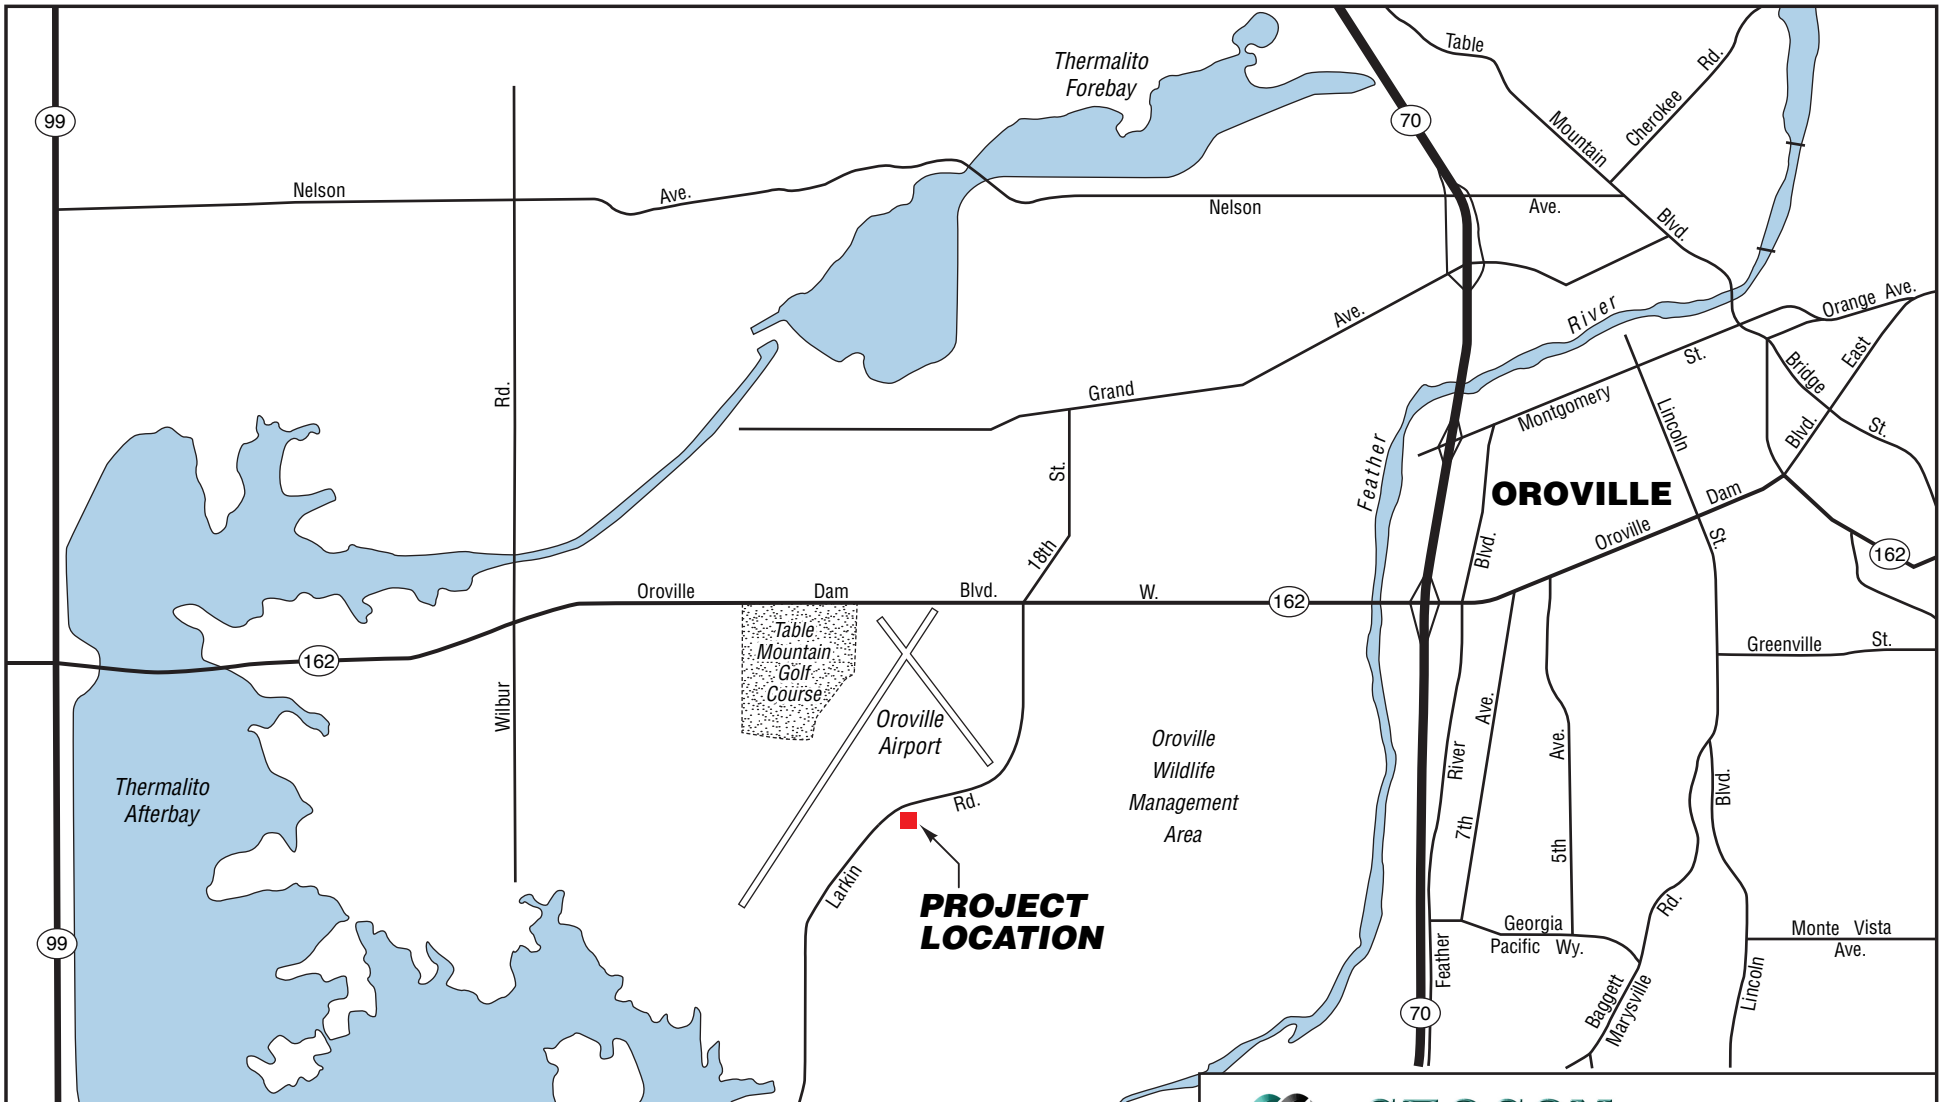 Thermalito
Forebay
Table
Mountain
Blvd.
Cherokee
Rd.
99
70
Nelson
Ave.
Nelson
Ave.
Rd.
Wilbur
Grand
Ave.
River
Feather
Orange Ave.
Montgomery
St.
Bridge
St.
East
Blvd.
Lincoln
St.
OROVILLE
St.
18th
Blvd.
Oroville
Dam
162
Oroville
Dam
Blvd.
W.
162
162
Table
Mountain
Golf
Course
Oroville
Airport
Oroville
Wildlife
Management
Area
Greenville
St.
Thermalito
Afterbay
Rd.
Larkin
PROJECT
LOCATION
River
Ave.
7th
Ave.
5th
Blvd.
Rd.
Georgia
Pacific Wy.
Monte Vista
Ave.
Feather
Baggett
Marysville
Lincoln
99
70